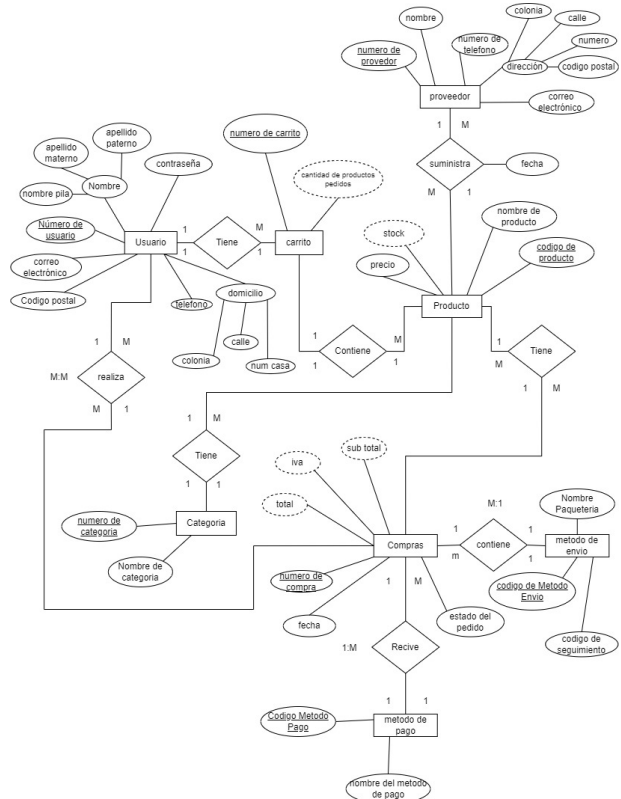 nombre
colonia
calle
numero de
provedor
número de
telefono
numero
dirección
codigo postal
proveedor
correo
electrónico
1 M
suministra
fecha
M 1
apellido
materno
apellido
paterno
numero de carrito
contraseña
cantidad de productos
pedidos
nombre pila
Nombre
Número de
usuario
Usuario
1
1
Tiene
M
1
carrito
stock
nombre de
producto
codigo de
producto
correo
electrónico
precio
Codigo postal
telefono
domicilio
Producto
colonia
calle
num casa
1
1
Contiene
M
1
1
M
Tiene
1
M
1 M
M:M
realiza
M 1
1 M
Tiene
1 1
iva
sub total
total
numero de
categoria
Categoria
Nombre de
categoria
Compras
M:1
Nombre
Paqueteria
1
m
contiene
1
1
metodo de
envio
numero de
compra
codigo de Metodo
Envio
fecha
1 M
estado del
pedido
codigo de
seguimiento
1:M
Recive
1 1
Codigo Metodo
Pago
metodo de
pago
nombre del metodo
de pago